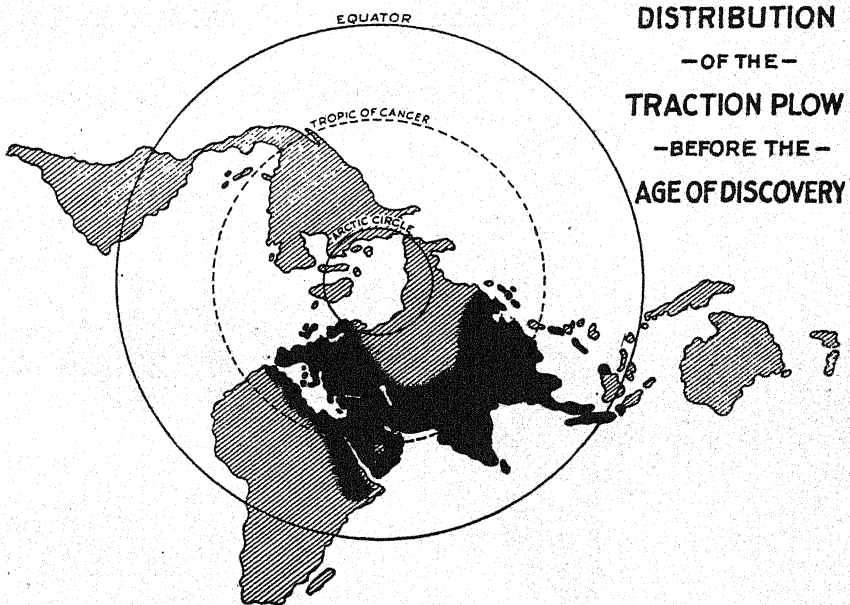 DISTRIBUTION
—OF THE—
TRACTION PLOW
—BEFORE THE—
AGE OF DISCOVERY
EQUATOR
TROPIC OF CANCER
ARCTIC CIRCLE